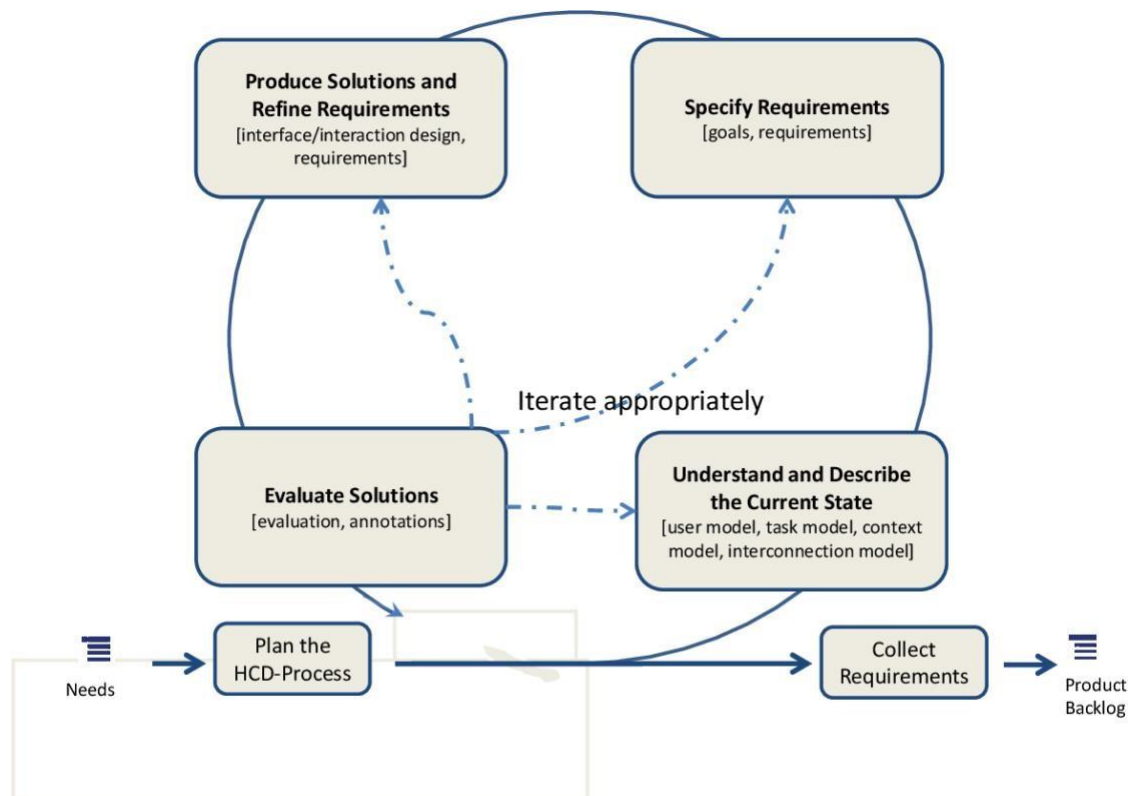 Produce Solutions and
Refine Requirements
[interface/interaction design,
requirements]
Specify Requirements
[goals, requirements]
Iterate appropriately
Evaluate Solutions
[evaluation, annotations]
Understand and Describe
the Current State
[user model, task model, context
model, interconnection model]
Needs
Plan the
HCD-Process
Collect
Requirements
Product
Backlog